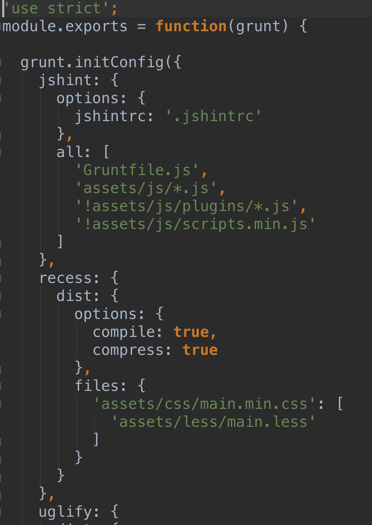 'use strict';
module.exports = function(grunt) {
grunt.initConfig({
jshint: {
options: {
jshintrc: '.jshintrc'
},
all: [
'Gruntfile.js',
'assets/js/*.js',
'!assets/js/plugins/*.js',
'!assets/js/scripts.min.js'
]
},
recess: {
dist: {
options: {
compile: true,
compress: true
},
files: {
'assets/css/main.min.css': [
'assets/less/main.less'
]
}
}
},
uglify: {